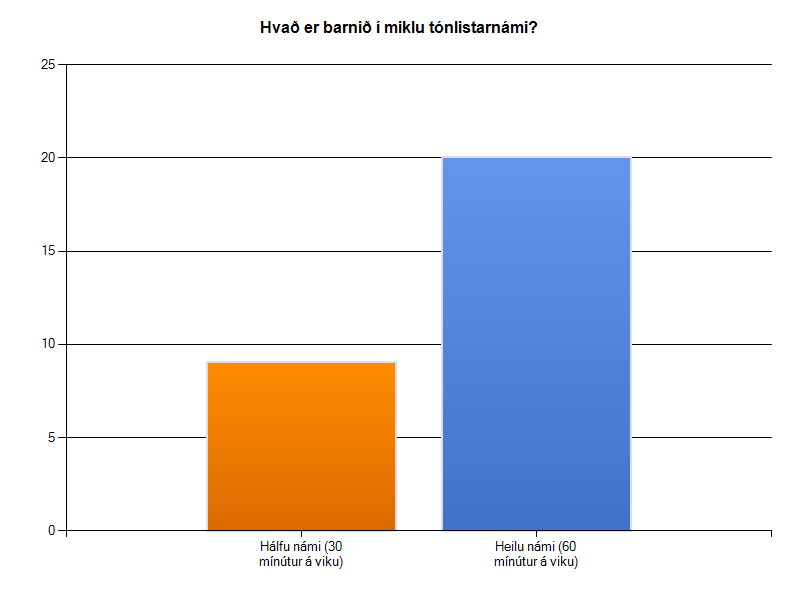 Hvað er barnið í miklu tónlistarnámi?
25
20
15
10
5
0
Hálfu námi (30
mínútur á viku)
Heilu námi (60
mínútur á viku)